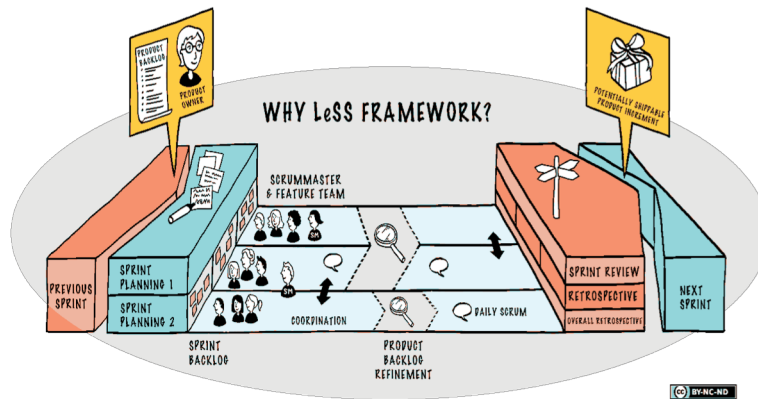 PRODUCT
BACKLOG
PRODUCT
OWNER
POTENTIALLY SHIPPABLE
PRODUCT INCREMENT
WHY LeSS FRAMEWORK?
SCRUMMASTER
& FEATURE TEAM
SM
SM
PREVIOUS
SPRINT
SPRINT
PLANNING 1
SPRINT
PLANNING 2
COORDINATION
DAILY SCRUM
SPRINT REVIEW
RETROSPECTIVE
OVERALL RETROSPECTIVE
NEXT
SPRINT
SPRINT
BACKLOG
PRODUCT
BACKLOG
REFINEMENT
cc BY-NC-ND